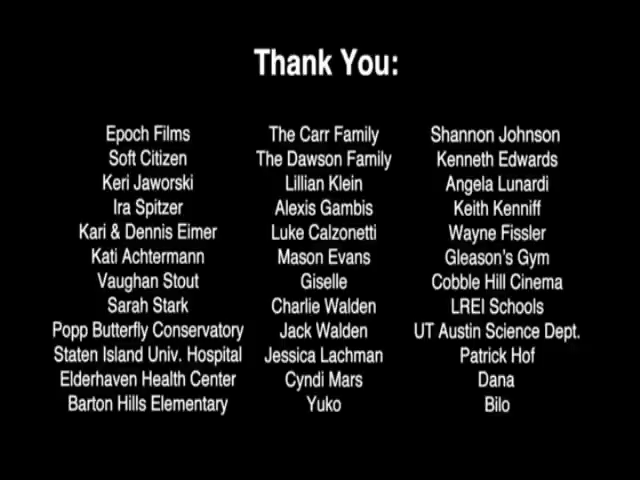 Thank You:
Epoch Films
Soft Citizen
Keri Jaworski
Ira Spitzer
Kari & Dennis Eimer
Kati Achtermann
Vaughan Stout
Sarah Stark
Popp Butterfly Conservatory
Staten Island Univ. Hospital
Elderhaven Health Center
Barton Hills Elementary
The Carr Family
The Dawson Family
Lillian Klein
Alexis Gambis
Luke Calzonetti
Mason Evans
Giselle
Charlie Walden
Jack Walden
Jessica Lachman
Cyndi Mars
Yuko
Shannon Johnson
Kenneth Edwards
Angela Lunardi
Keith Kenniff
Wayne Fissler
Gleason's Gym
Cobble Hill Cinema
LREI Schools
UT Austin Science Dept.
Patrick Hof
Dana
Bilo